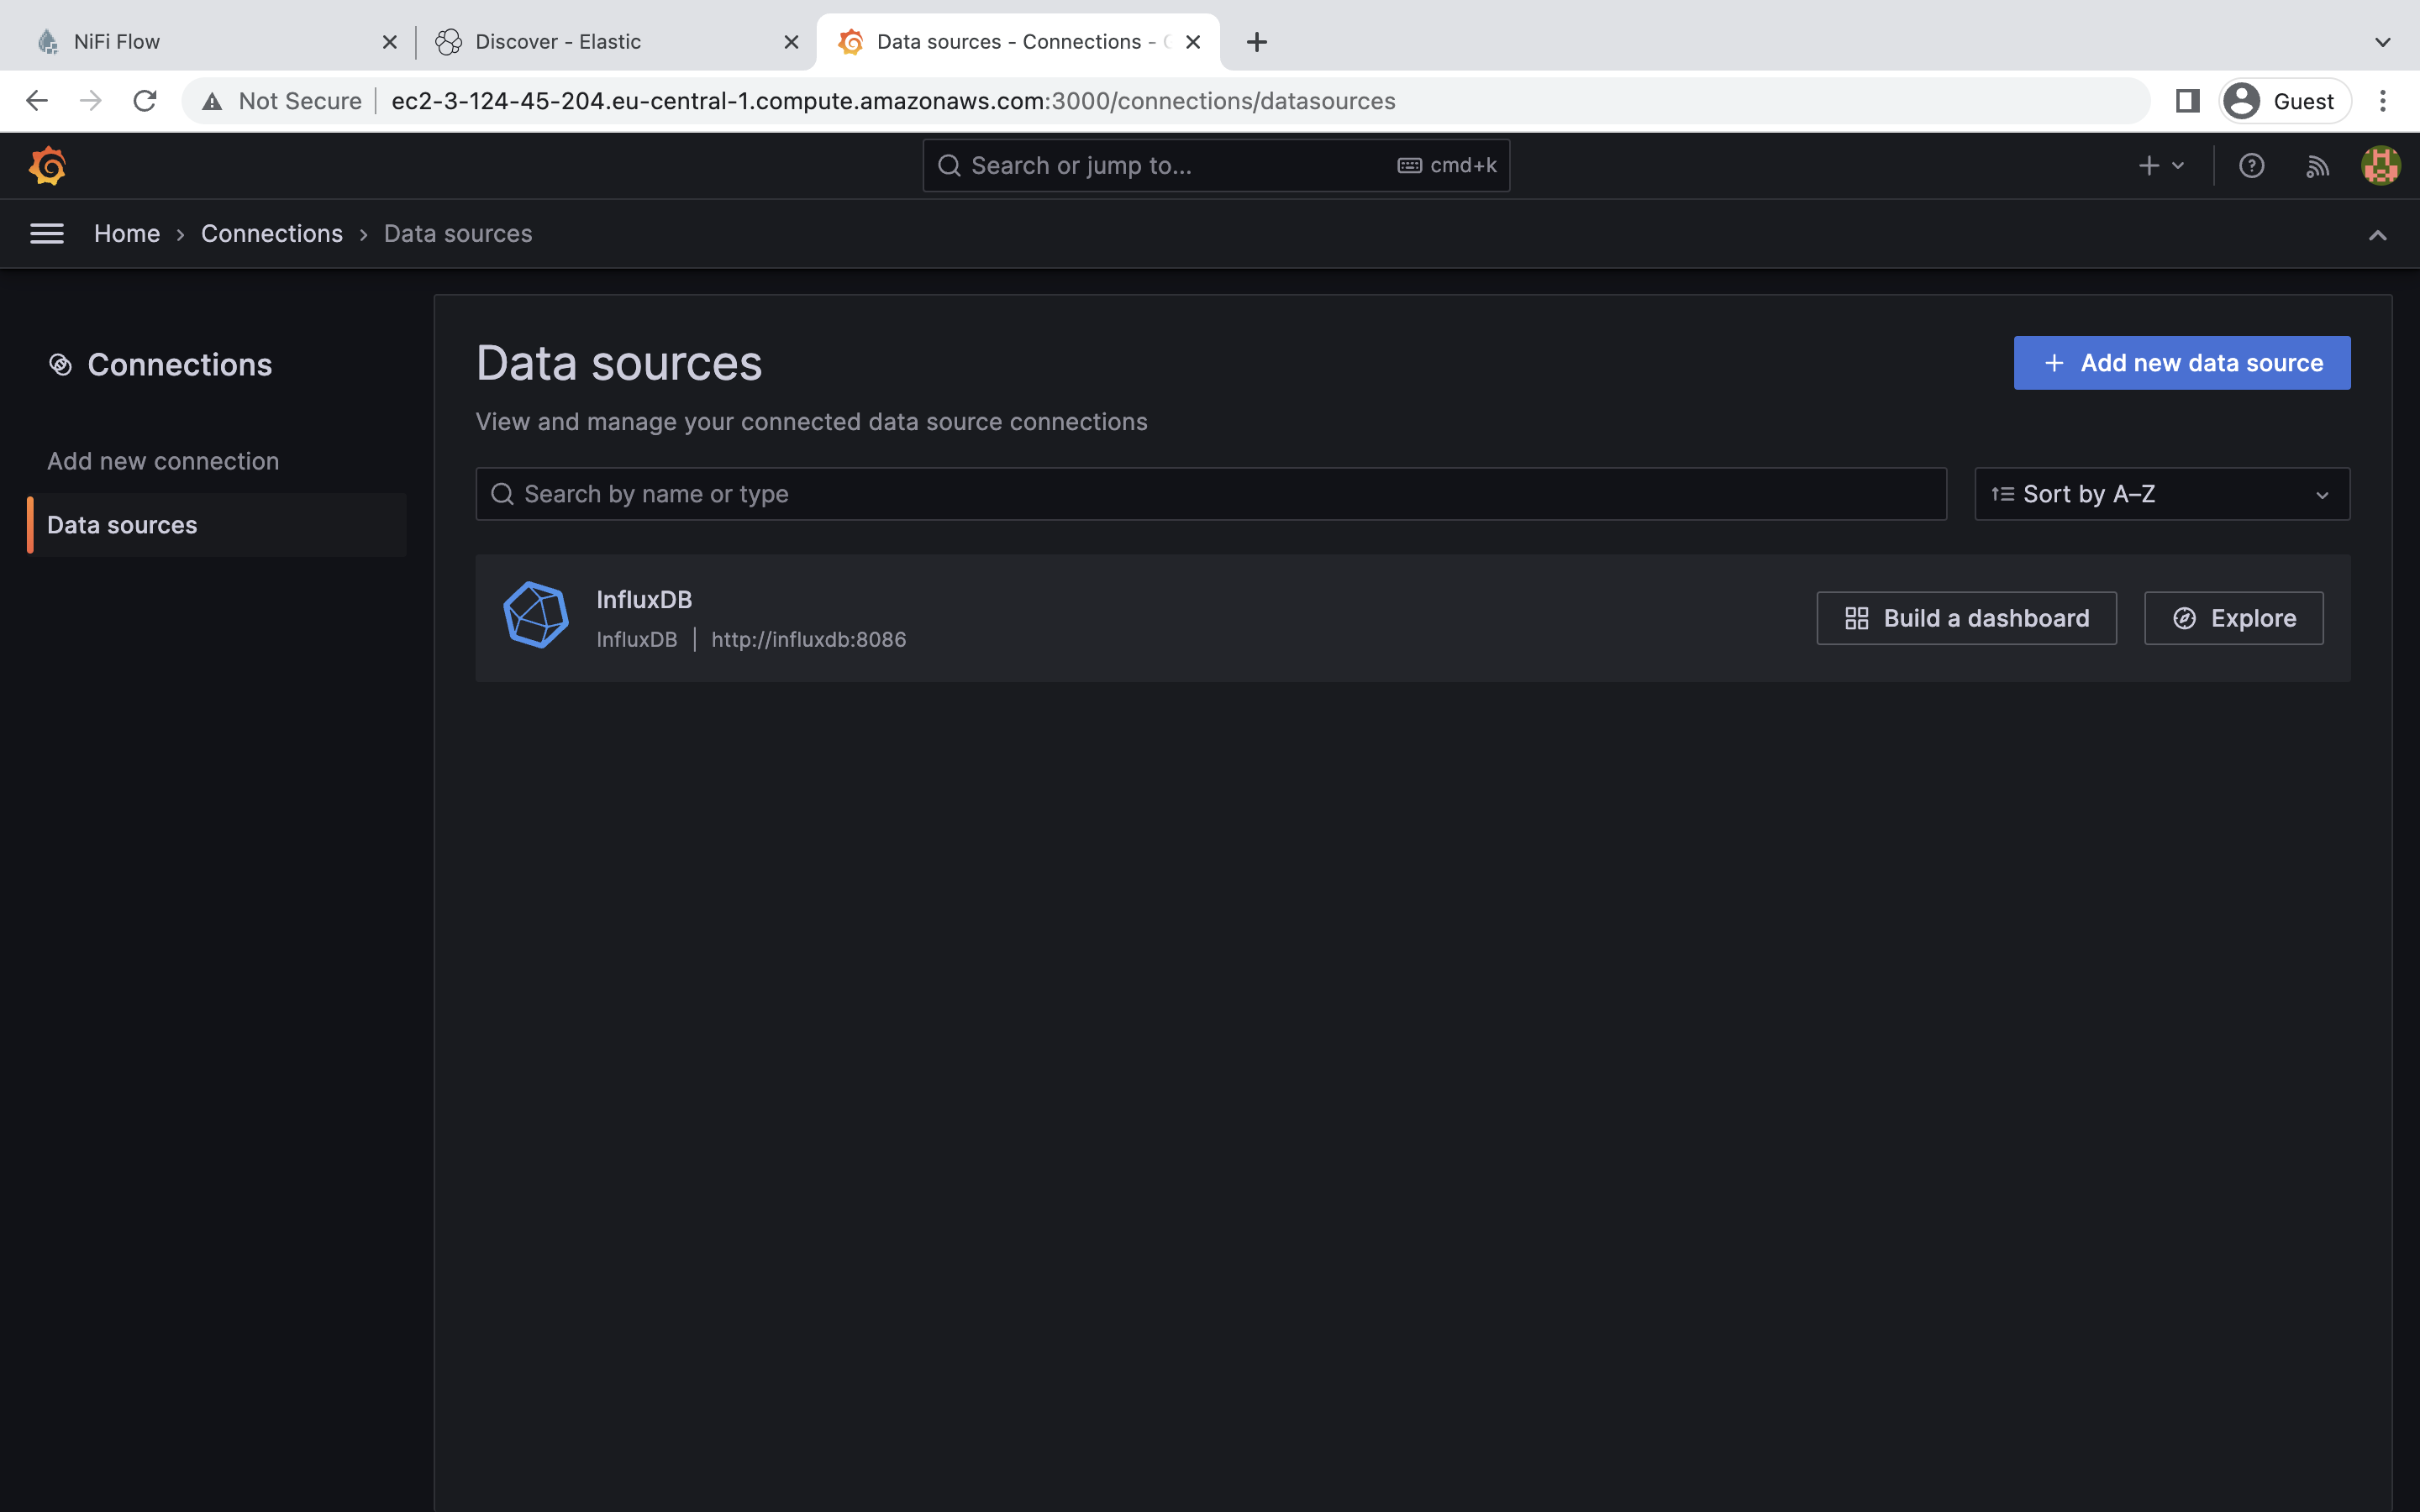 NiFi Flow
Discover - Elastic
Data sources - Connections -
Not Secure
ec2-3-124-45-204.eu-central-1.compute.amazonaws.com:3000/connections/datasources
Guest
Search or jump to...
cmd+k
Home › Connections › Data sources
Connections
Add new connection
Data sources
Data sources
Add new data source
View and manage your connected data source connections
Search by name or type
Sort by A–Z
InfluxDB
InfluxDB | http://influxdb:8086
Build a dashboard
Explore